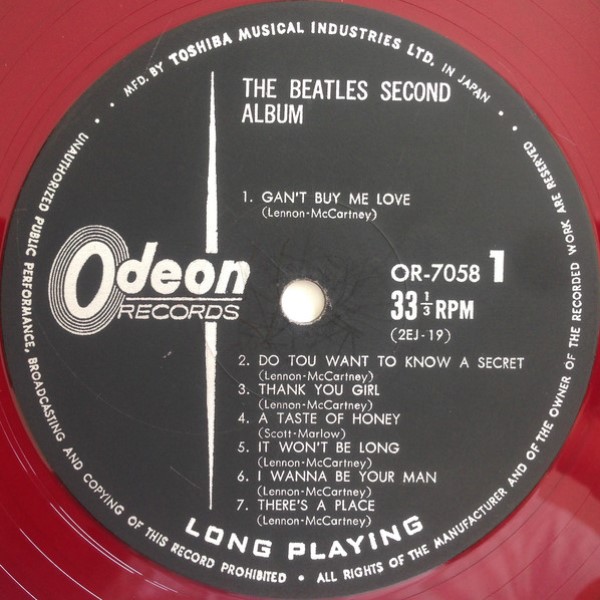 MFD. BY TOSHIBA MUSICAL INDUSTRIES LTD. IN JAPAN
THE BEATLES SECOND
ALBUM
1. GAN'T BUY ME LOVE
(Lennon-McCartney)
Odeon
RECORDS
OR-7058 1
33 1/3 RPM
(2EJ-19)
2. DO TOU WANT TO KNOW A SECRET
(Lennon-McCartney)
3. THANK YOU GIRL
(Lennon-McCartney)
4. A TASTE OF HONEY
(Scott-Marlow)
5. IT WON'T BE LONG
(Lennon-McCartney)
6. I WANNA BE YOUR MAN
(Lennon-McCartney)
7. THERE'S A PLACE
(Lennon-McCartney)
LONG PLAYING
UNAUTHORIZED PUBLIC PERFORMANCE, BROADCASTING AND COPYING OF THIS RECORD PROHIBITED • ALL RIGHTS OF THE MANUFACTURER AND OF THE OWNER OF THE RECORDED WORK ARE RESERVED